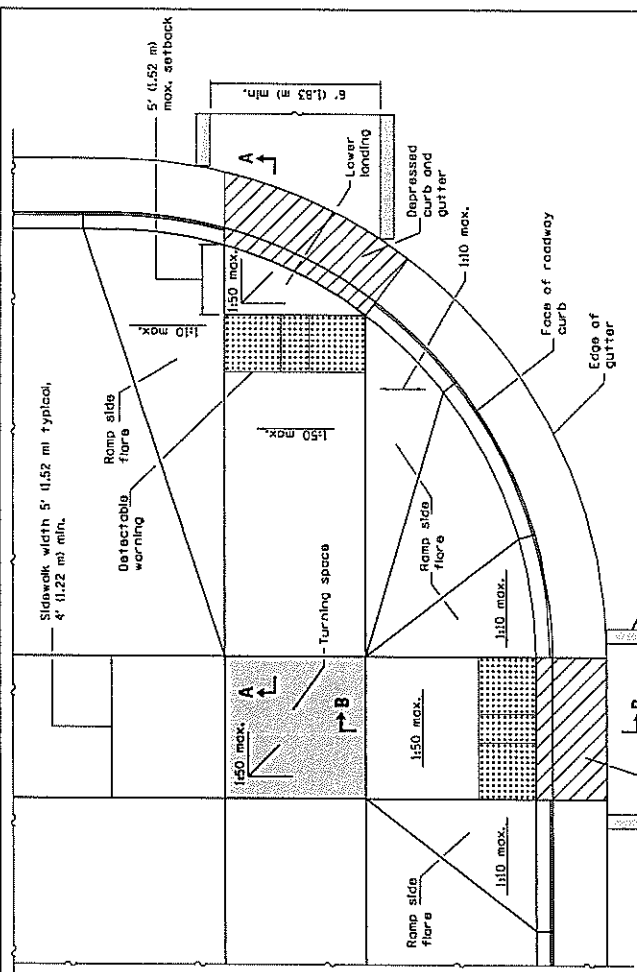 5' (1.52 m)
max. setback
6' (1.83 m) min.
A
Lower
landing
Depressed
curb and
gutter
1:50 max.
1:10 max.
1:10 max.
Face of roadway
curb
Edge of
gutter
Ramp side
flare
Detectable
warning
1:50 max.
Sidewalk width 5' (1.52 m) typical,
4' (1.22 m) min.
Ramp side
flare
1:10 max.
Turning space
A
B
1:50 max.
1:50 max.
B
Ramp side
flare
1:10 max.